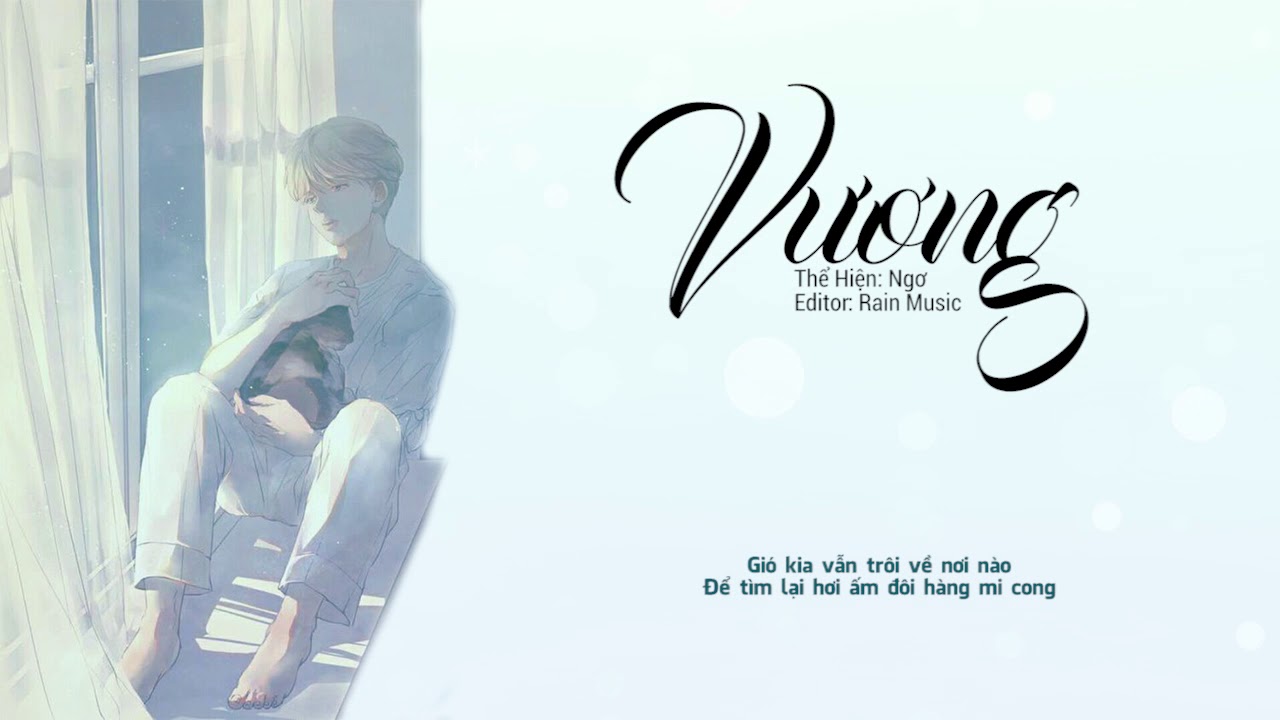 Vương
Thể Hiện: Ngơ
Editor: Rain Music
Gió kia vẫn trôi về nơi nào
Để tìm lại hơi ấm đôi hàng mi cong